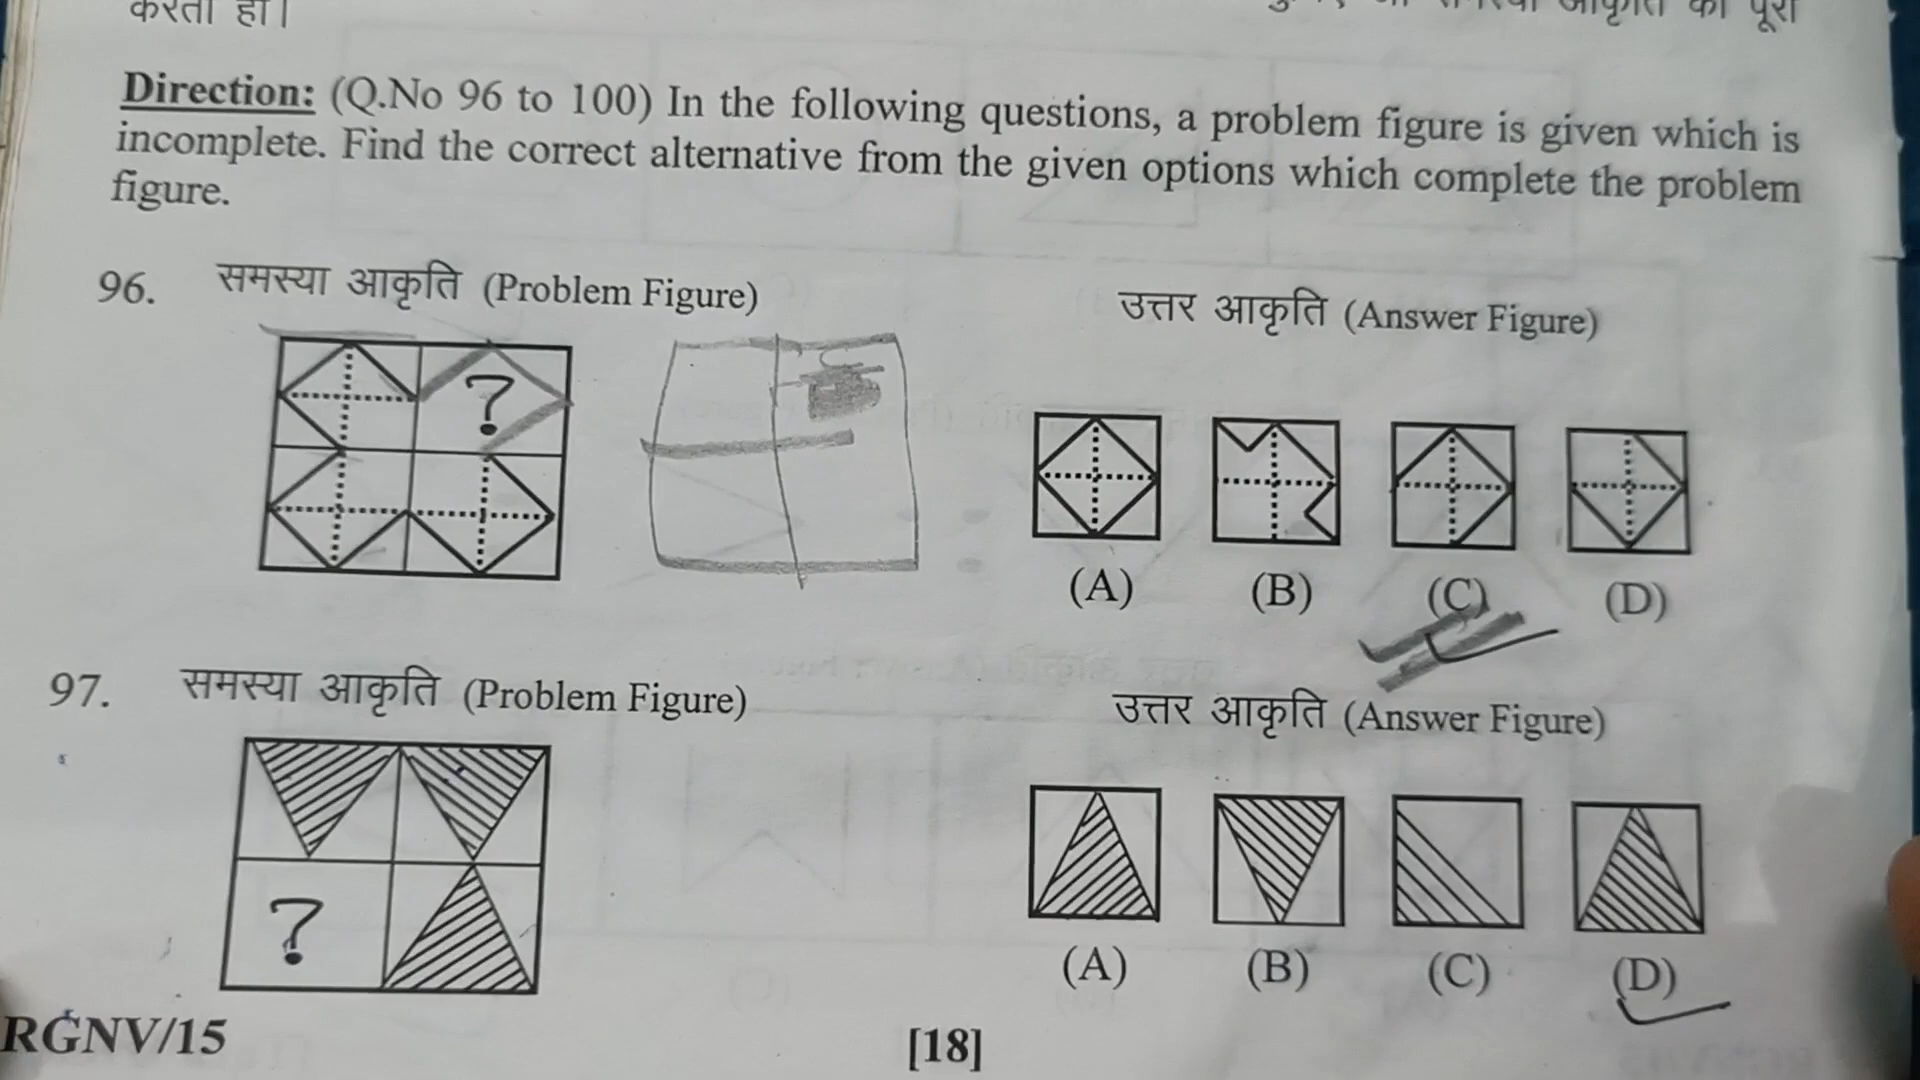 करता हो।
आकृति को पूरा
Direction: (Q.No 96 to 100) In the following questions, a problem figure is given which is
incomplete. Find the correct alternative from the given options which complete the problem
figure.
96. समस्या आकृति (Problem Figure)
उत्तर आकृति (Answer Figure)
?
(A) (B) (C) (D)
97. समस्या आकृति (Problem Figure)
उत्तर आकृति (Answer Figure)
?
(A) (B) (C) (D)
RGNV/15 [18]